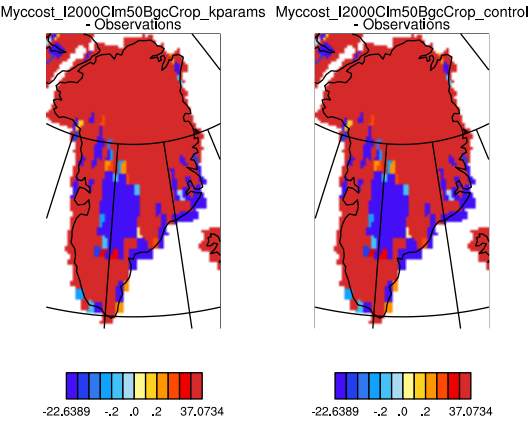 Myccost_I2000Clm50BgcCrop_kparams
- Observations
Myccost_I2000Clm50BgcCrop_control
- Observations
-22.6389 -.2 .0 .2 37.0734
-22.6389 -.2 .0 .2 37.0734